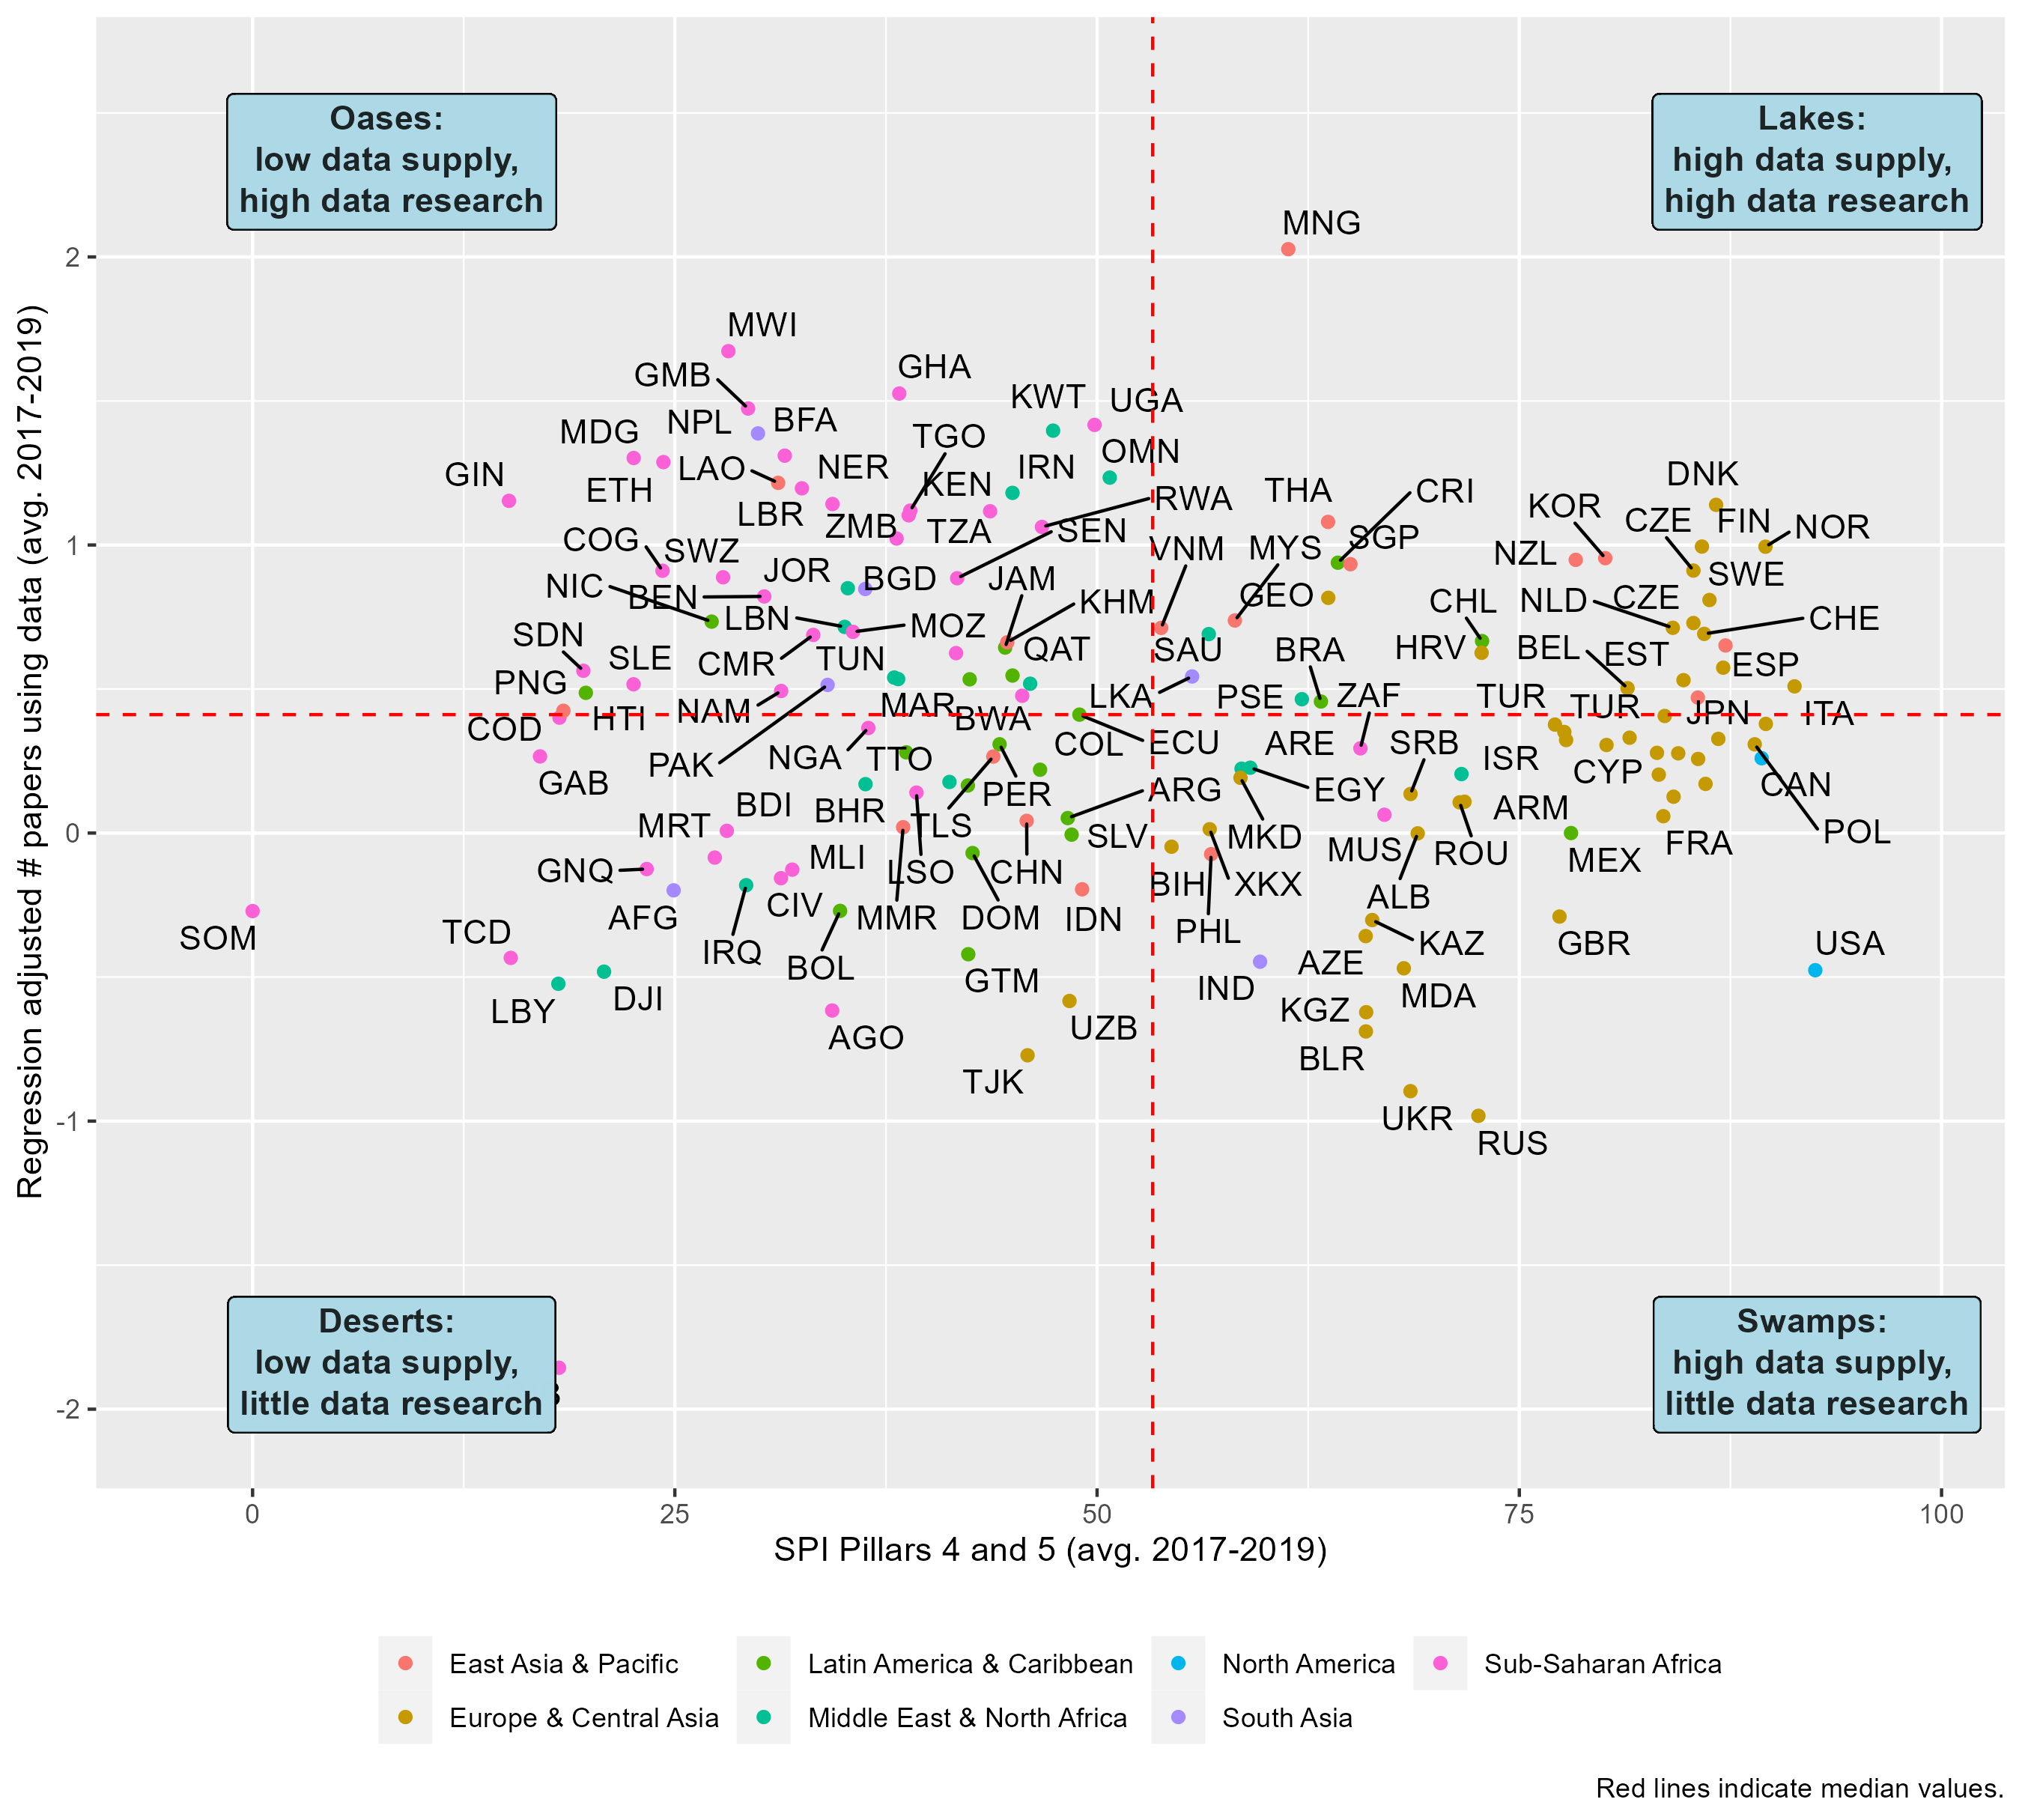 Oases:
low data supply,
high data research
Lakes:
high data supply,
high data research
MNG
2
MWI
GMB
GHA
KWT
UGA
NPL
BFA
MDG
TGO
OMN
LAO
NER
IRN
GIN
KEN
DNK
ETH
THA
CRI
RWA
LBR
ZMB
TZA
SEN
KOR
CZE
FIN
NOR
1
COG
SWZ
VNM
MYS
SGP
NZL
JOR
BGD
JAM
SWE
NIC
BEN
KHM
GEO
CHL
NLD
CZE
LBN
MOZ
CHE
SDN
SLE
CMR
TUN
QAT
SAU
BRA
HRV
BEL
EST
ESP
PNG
HTI
NAM
MAR
BWA
LKA
PSE
ZAF
TUR
TUR
JPN
ITA
COD
PAK
NGA
TTO
COL
ECU
ARE
SRB
ISR
GAB
CYP
CAN
BDI
BHR
PER
ARG
EGY
ARM
MRT
TLS
SLV
MKD
0
GNQ
MLI
LSO
CHN
MUS
ROU
MEX
FRA
POL
AFG
CIV
BIH
XKX
ALB
SOM
TCD
IRQ
BOL
MMR
DOM
IDN
PHL
KAZ
GBR
USA
LBY
DJI
GTM
IND
AZE
MDA
AGO
UZB
KGZ
TJK
BLR
-1
UKR
RUS
Deserts:
low data supply,
little data research
Swamps:
high data supply,
little data research
-2
0
25
50
75
100
Regression adjusted # papers using data (avg. 2017-2019)
SPI Pillars 4 and 5 (avg. 2017-2019)
East Asia & Pacific
Latin America & Caribbean
North America
Sub-Saharan Africa
Europe & Central Asia
Middle East & North Africa
South Asia
Red lines indicate median values.